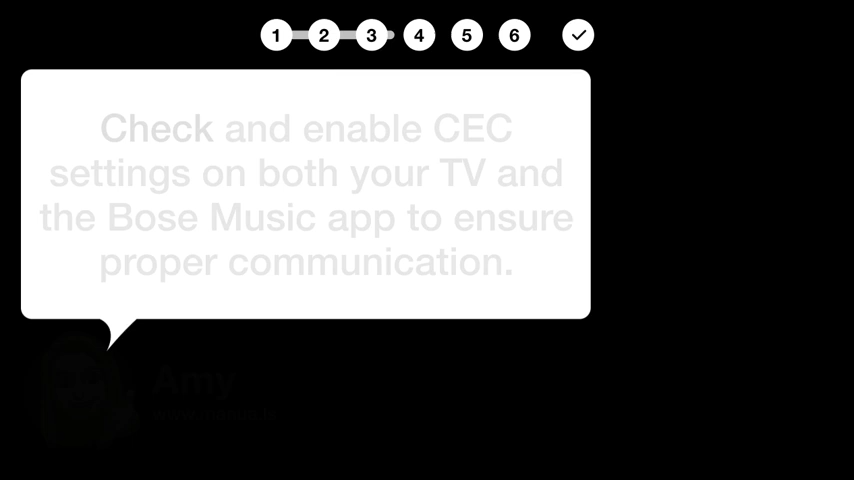 1 2 3 4 5 6
Check and enable CEC
settings on both your TV and
the Bose Music app to ensure
proper communication.
Amy